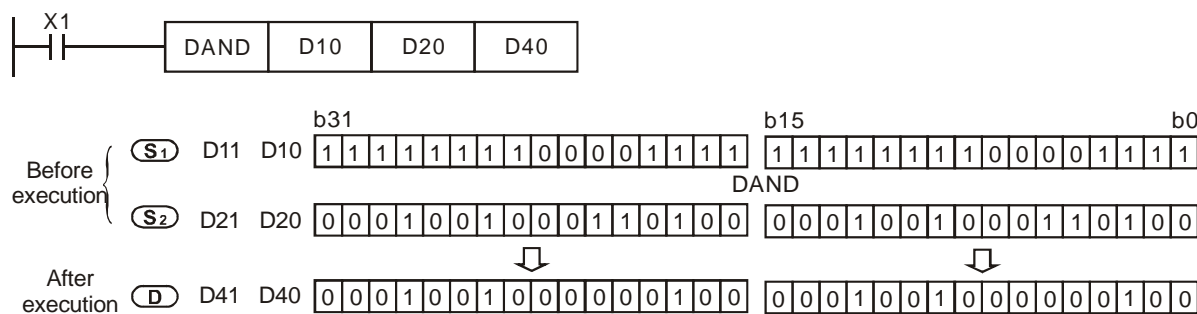 X1
DAND D10 D20 D40
b31 b15 b0
Before execution
S1 D11 D10 1 1 1 1 1 1 1 1 0 0 0 0 1 1 1 1 1 1 1 1 1 1 1 1 0 0 0 0 1 1 1 1
DAND
S2 D21 D20 0 0 0 1 0 0 1 0 0 0 1 1 0 1 0 0 0 0 0 1 0 0 1 0 0 0 1 1 0 1 0 0
After execution
D D41 D40 0 0 0 1 0 0 1 0 0 0 0 0 0 1 0 0 0 0 0 1 0 0 1 0 0 0 0 0 0 1 0 0